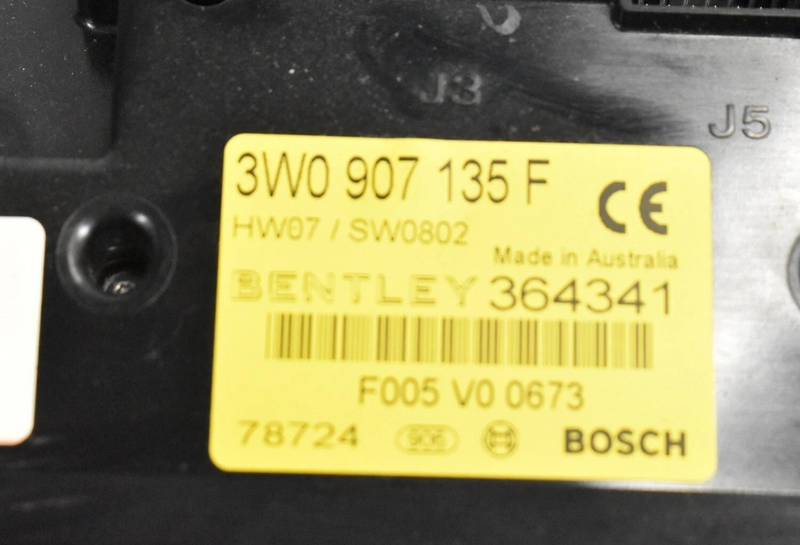 J3
J5
3W0 907 135 F
CE
HW07 / SW0802
Made in Australia
BENTLEY 364341
F005 V0 0673
78724 906 BOSCH